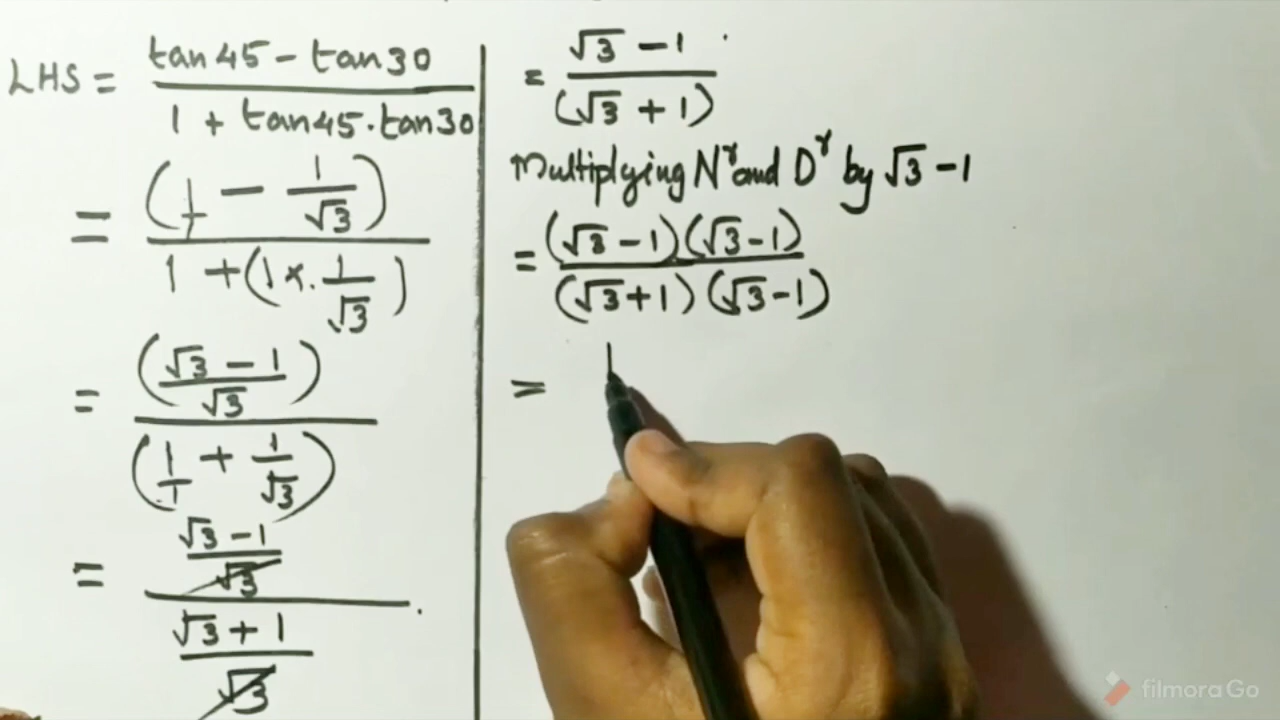 LHS = tan45 - tan30
1 + tan45.tan30
= (1/1 - 1/√3)
1 + (1 × . 1/√3)
= (√3 - 1/√3)
(1/1 + 1/√3)
= √3 - 1/√3
√3 + 1/√3
= √3 - 1
(√3 + 1)
Multiplying Nʳ and Dʳ by √3 - 1
= (√3 - 1)(√3 - 1)
(√3 + 1)(√3 - 1)
=
filmoraGo